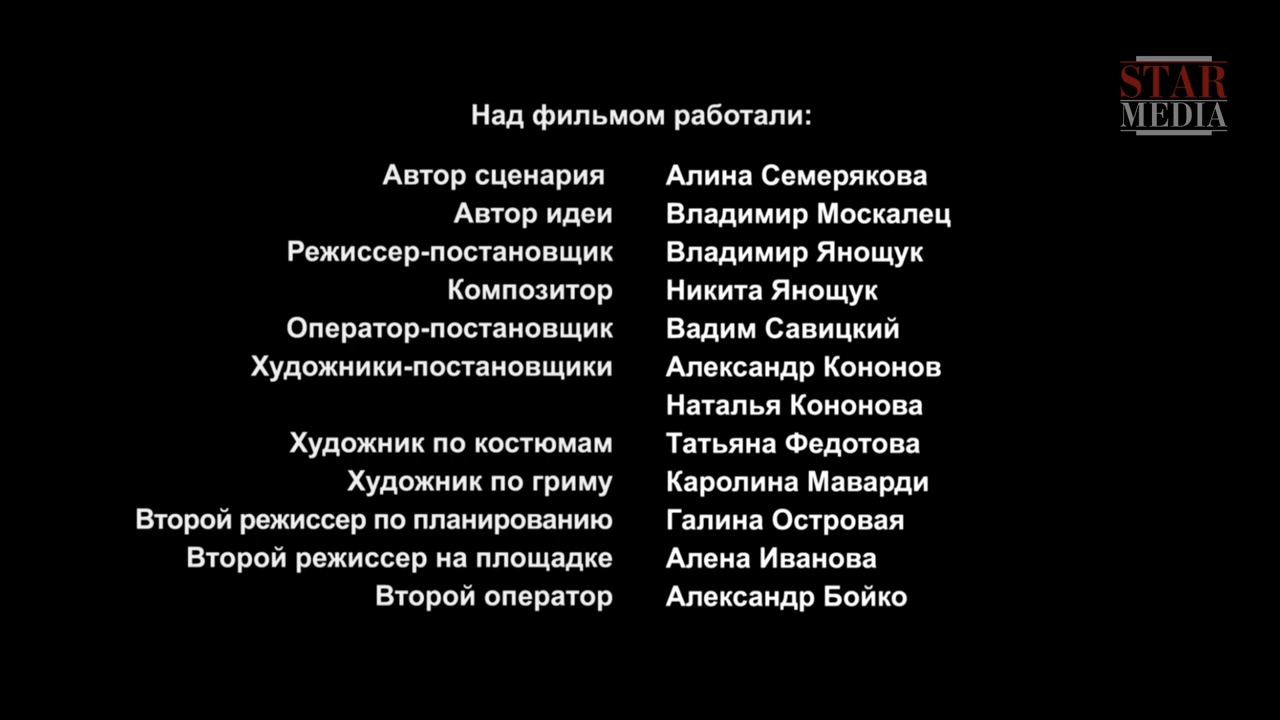 STAR
MEDIA
Над фильмом работали:
Автор сценария Алина Семерякова
Автор идеи Владимир Москалец
Режиссер-постановщик Владимир Янощук
Композитор Никита Янощук
Оператор-постановщик Вадим Савицкий
Художники-постановщики Александр Кононов
Наталья Кононова
Художник по костюмам Татьяна Федотова
Художник по гриму Каролина Маварди
Второй режиссер по планированию Галина Островая
Второй режиссер на площадке Алена Иванова
Второй оператор Александр Бойко